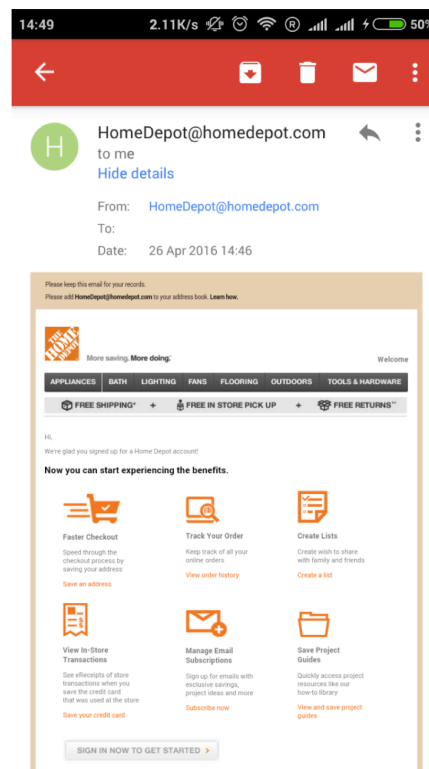 14:49 2.11K/s R 50%
HomeDepot@homedepot.com
H
to me
Hide details
From: HomeDepot@homedepot.com
To:
Date: 26 Apr 2016 14:46
Please keep this email for your records.
Please add HomeDepot@homedepot.com to your address book. Learn how.
THE HOME DEPOT
More saving. More doing.
Welcome
APPLIANCES BATH LIGHTING FANS FLOORING OUTDOORS TOOLS & HARDWARE
FREE SHIPPING* + FREE IN STORE PICK UP + FREE RETURNS**
Hi,
We're glad you signed up for a Home Depot account!
Now you can start experiencing the benefits.
Faster Checkout
Speed through the
checkout process by
saving your address
Save an address
Track Your Order
Keep track of all your
online orders
View order history
Create Lists
Create wish to share
with family and friends
Create a list
View In-Store
Transactions
See eReceipts of store
transactions when you
save the credit card
that was used at the store
Save your credit card
Manage Email
Subscriptions
Sign up for emails with
exclusive savings,
project ideas and more
Subscribe now
Save Project
Guides
Quickly access project
resources like our
how-to library
View and save project
guides
SIGN IN NOW TO GET STARTED >